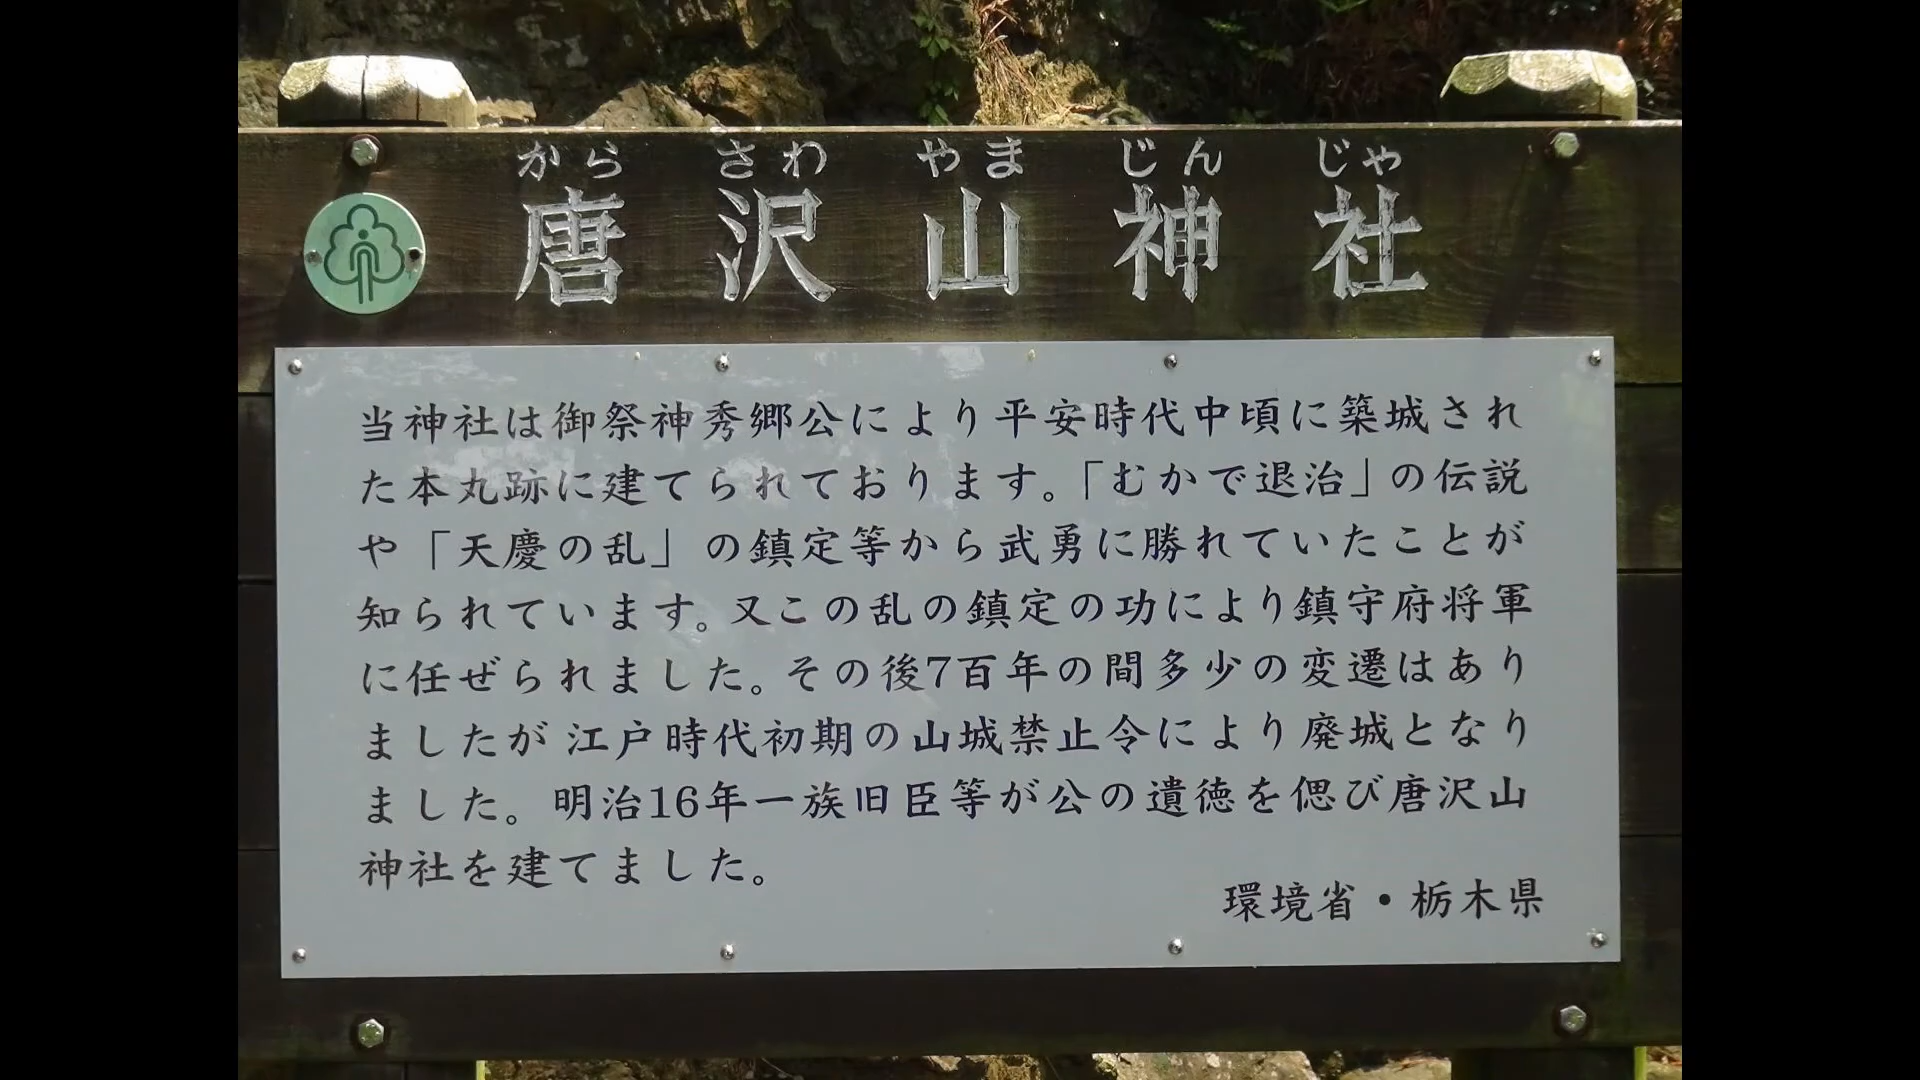 から さわ やま じん じゃ
唐沢山神社
当神社は御祭神秀郷公により平安時代中頃に築城され
た本丸跡に建てられております。「むかで退治」の伝説
や「天慶の乱」の鎮定等から武勇に勝れていたことが
知られています。又この乱の鎮定の功により鎮守府将軍
に任ぜられました。その後7百年の間多少の変遷はあり
ましたが江戸時代初期の山城禁止令により廃城となり
ました。明治16年一族旧臣等が公の遺徳を偲び唐沢山
神社を建てました。
環境省・栃木県